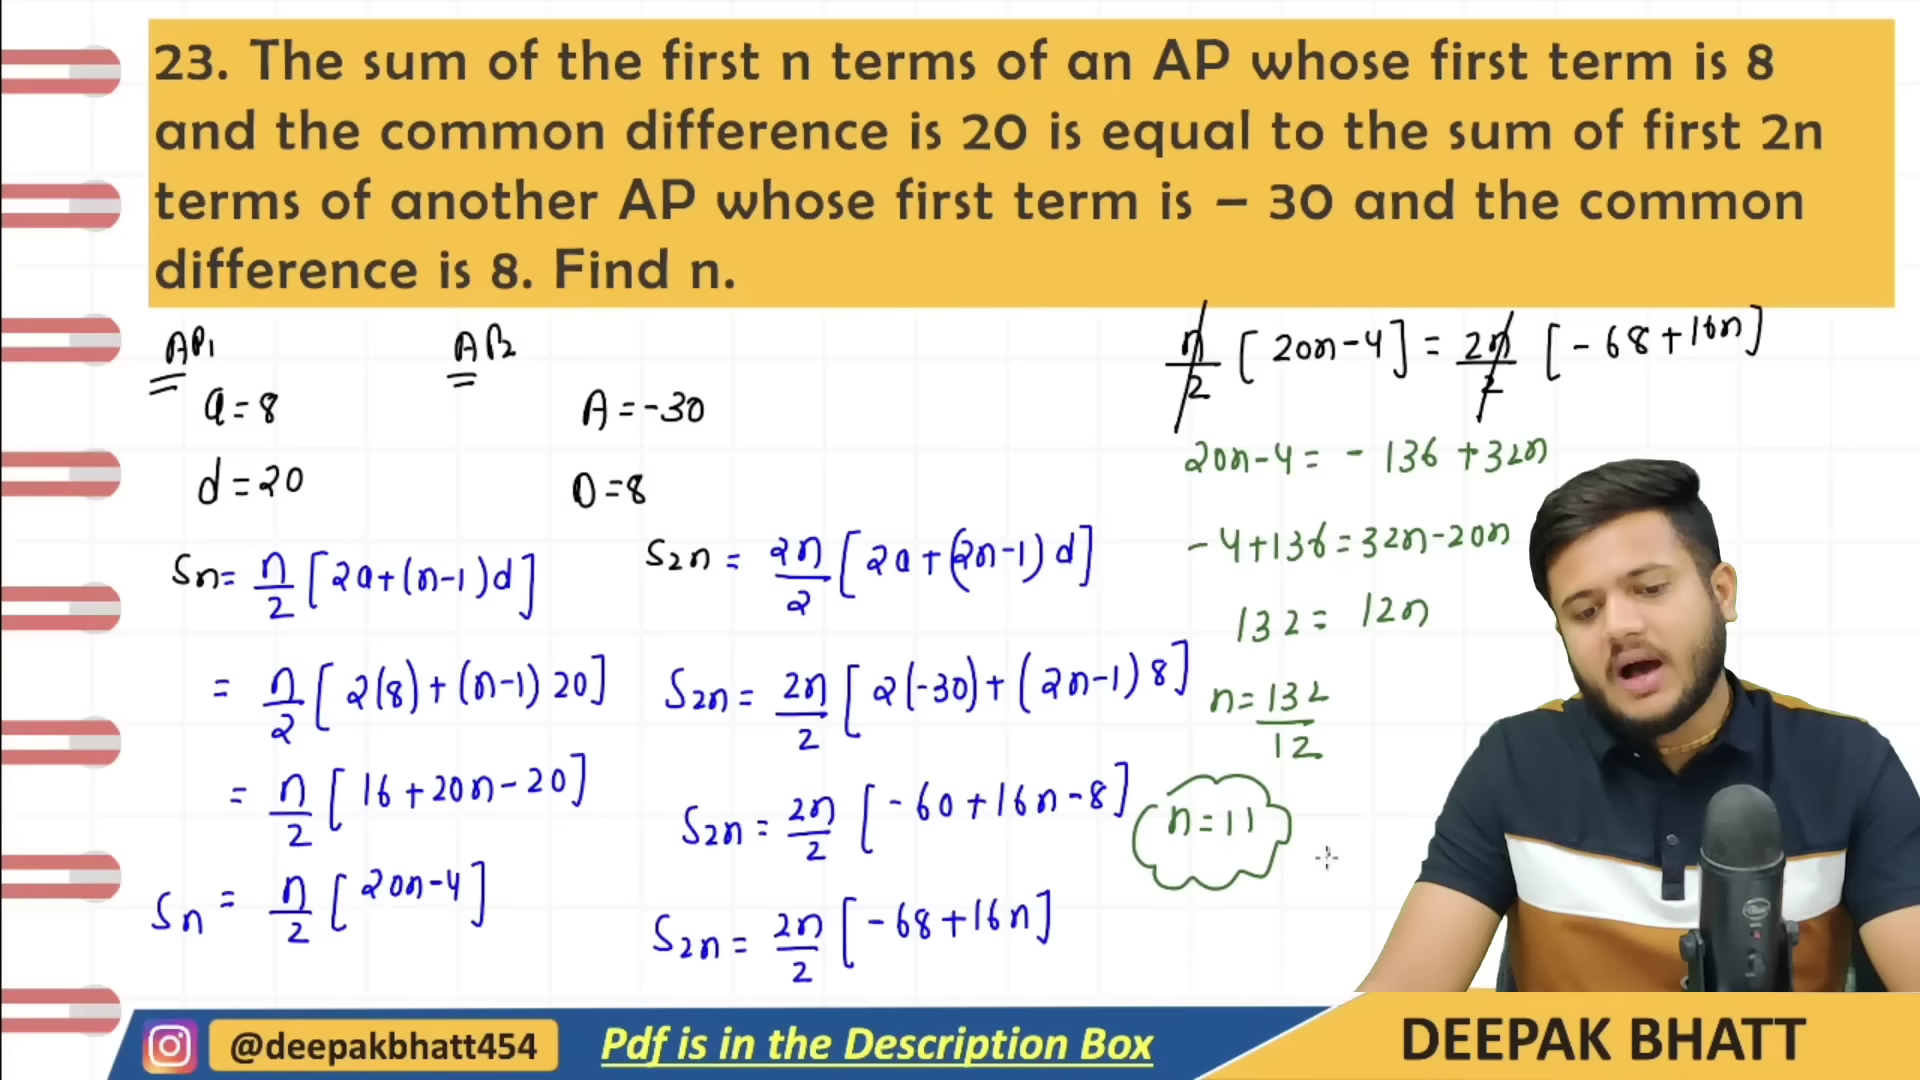 23. The sum of the first n terms of an AP whose first term is 8
and the common difference is 20 is equal to the sum of first 2n
terms of another AP whose first term is – 30 and the common
difference is 8. Find n.
AP₁
a = 8
d = 20
Sn = n/2 [2a+(n-1)d]
= n/2 [2(8)+(n-1)20]
= n/2 [16+20n-20]
Sn = n/2 [20n-4]
AP₂
A = -30
D = 8
S2n = 2n/2 [2a+(2n-1)d]
S2n = 2n/2 [2(-30)+(2n-1)8]
S2n = 2n/2 [-60+16n-8]
S2n = 2n/2 [-68+16n]
n/2 [20n-4] = 2n/2 [-68+16n]
20n-4 = -136+32n
-4+136 = 32n-20n
132 = 12n
n = 132/12
n = 11
@deepakbhatt454
Pdf is in the Description Box
DEEPAK BHATT